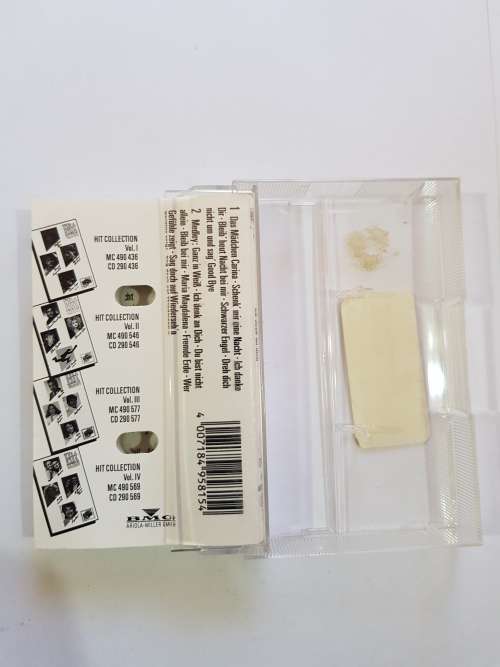 HIT COLLECTION
Vol. I
MC 490 436
CD 290 436
HIT COLLECTION
Vol. II
MC 490 546
CD 290 546
HIT COLLECTION
Vol. III
MC 490 577
CD 290 577
HIT COLLECTION
Vol. IV
MC 490 569
CD 290 569
BMG
ARIOLA-MILLER GMBH
1 Das Mädchen Carina · Schenk' mir eine Nacht · Ich danke
Dir · Bleib' heut Nacht bei mir · Schwarzer Engel · Dreh dich
nicht um und sag' Good Bye
2 Medley: Ganz in Weiß · Ich denk an Dich · Du bist nicht
allein · Bleib bei mir · Maria Magdalena · Fremde Erde · Wer
Gefühle zeigt · Sag doch auf Wiederseh'n
4 007184 958154